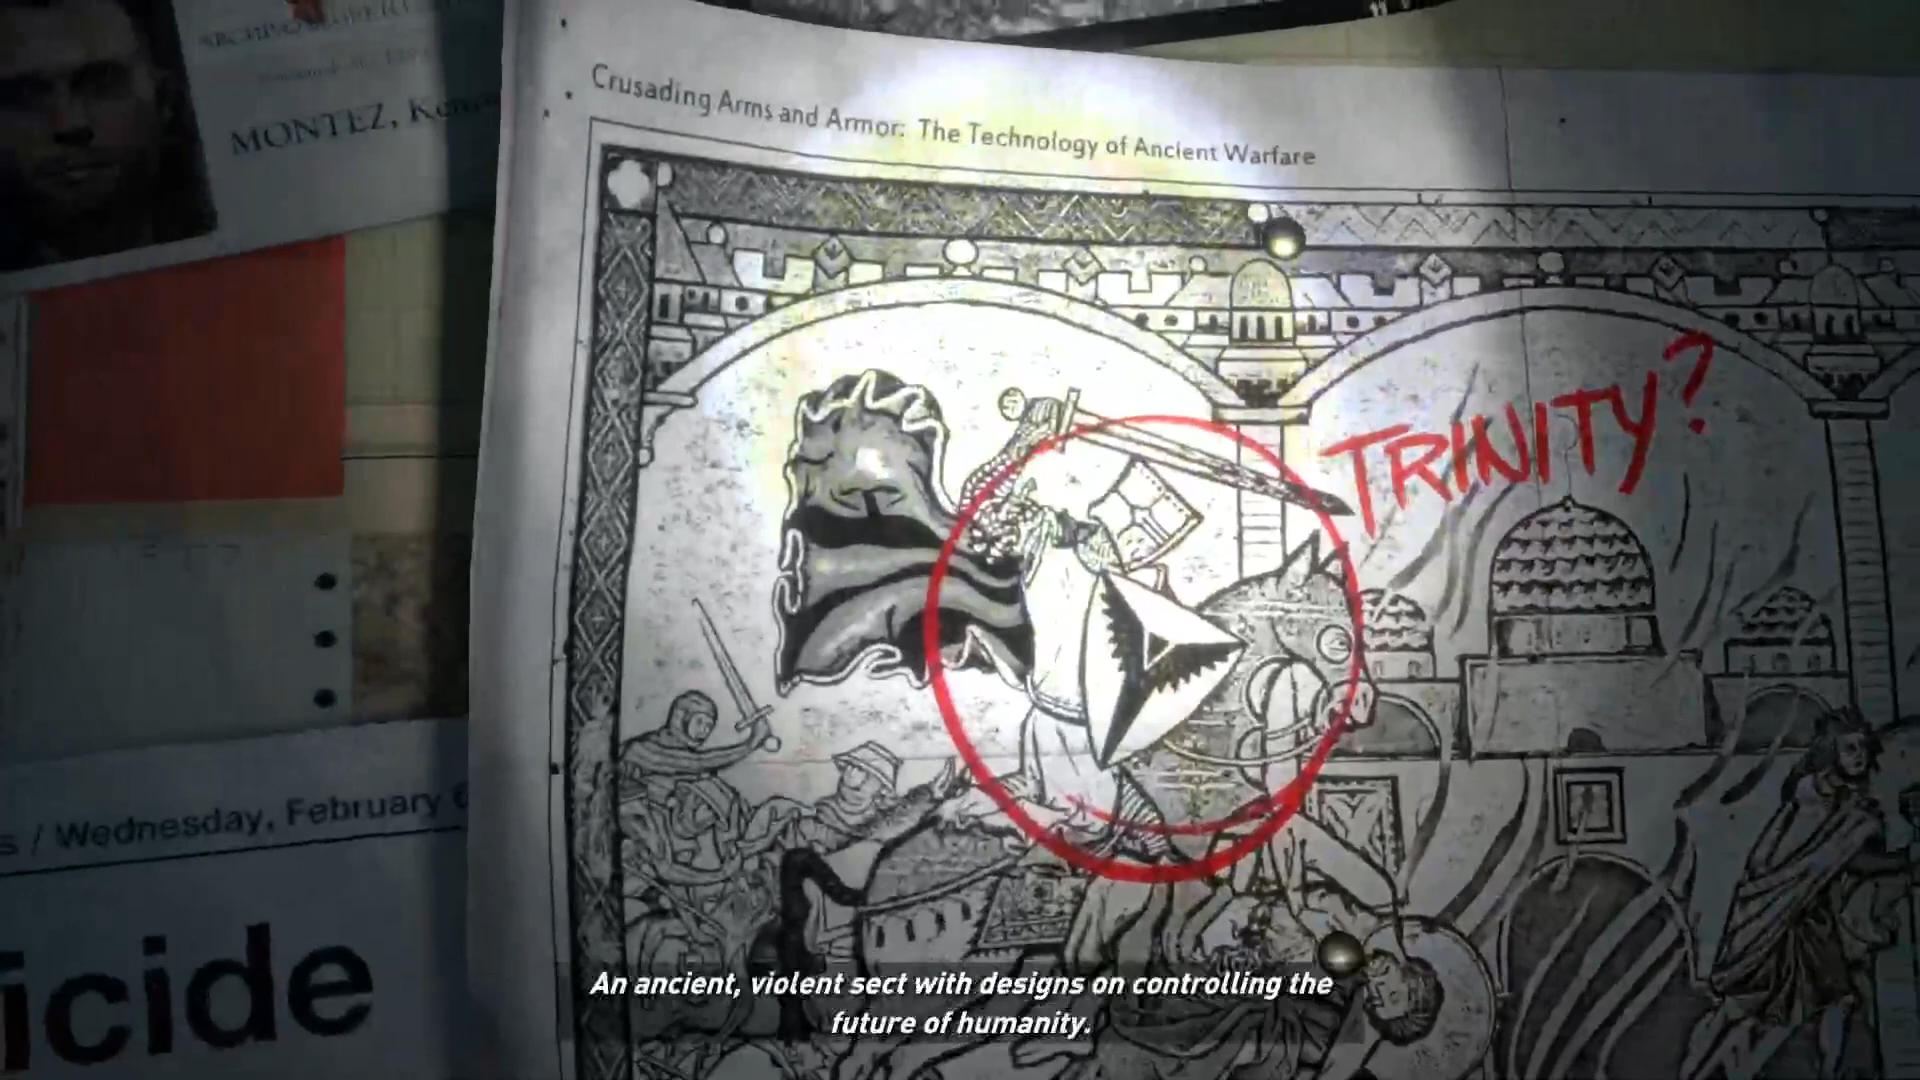 MONTEZ,
Crusading Arms and Armor: The Technology of Ancient Warfare
TRINITY?
s / Wednesday, February 6
icide
An ancient, violent sect with designs on controlling the
future of humanity.